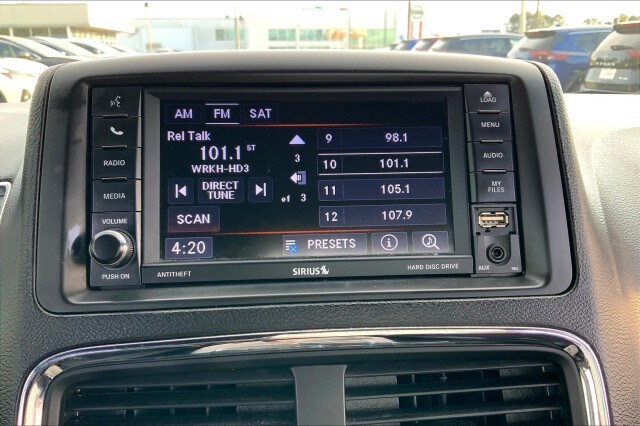 AM FM SAT
LOAD
Rel Talk
101.1 ST
WRKH-HD3
3
of 3
DIRECT
TUNE
SCAN
4:20
9 98.1
10 101.1
11 105.1
12 107.9
PRESETS
RADIO
MEDIA
VOLUME
PUSH ON
MENU
AUDIO
MY
FILES
AUX
ANTITHEFT
SIRIUS
HARD DISC DRIVE